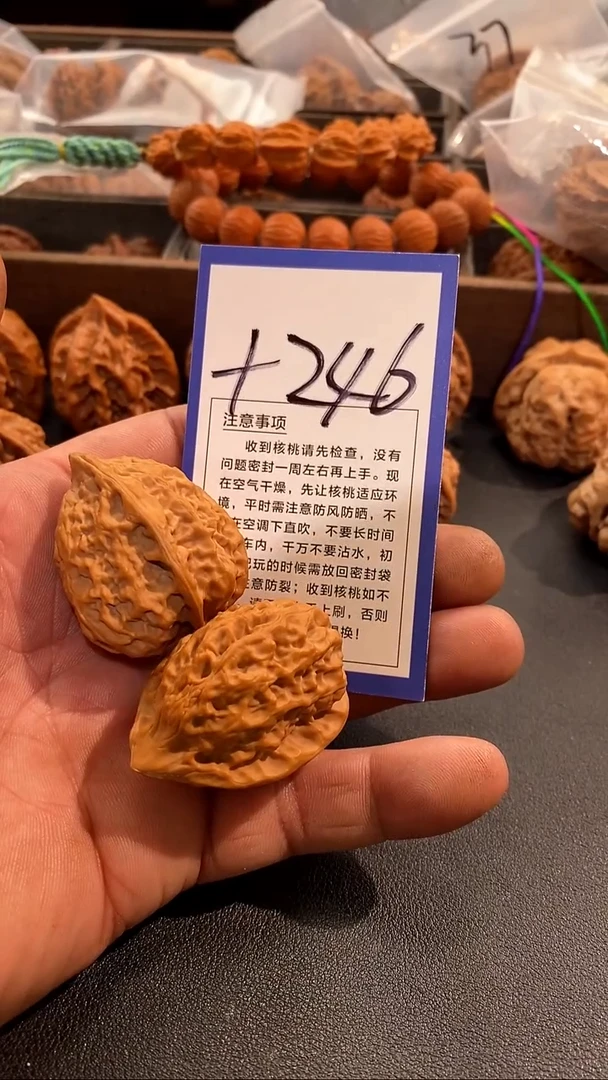 37
+246
注意事项
收到核桃请先检查，没有
问题密封一周左右再上手。现
在空气干燥，先让核桃适应环
境，平时需注意防风防晒，不
在空调下直吹，不要长时间
车内，千万不要沾水，初
玩的时候需放回密封袋
意防裂；收到核桃如不
上刷，否则
换！